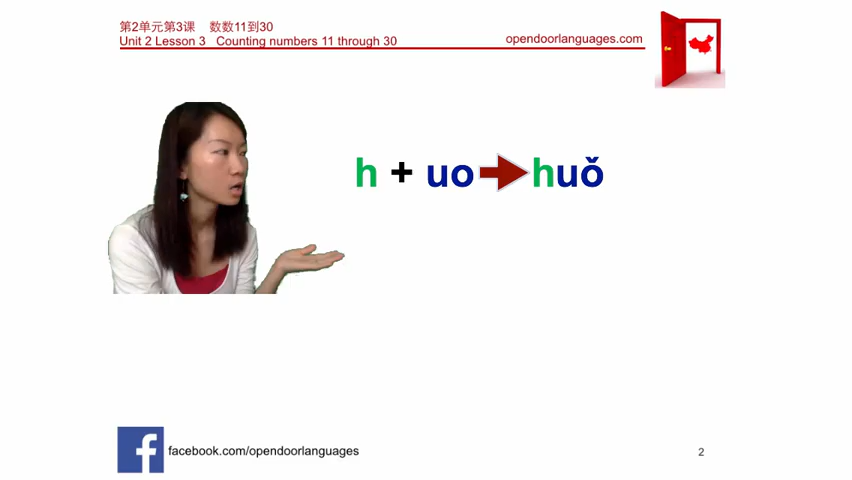 第2单元第3课 数数11到30
Unit 2 Lesson 3 Counting numbers 11 through 30
opendoorlanguages.com
h + uo huǒ
f facebook.com/opendoorlanguages
2